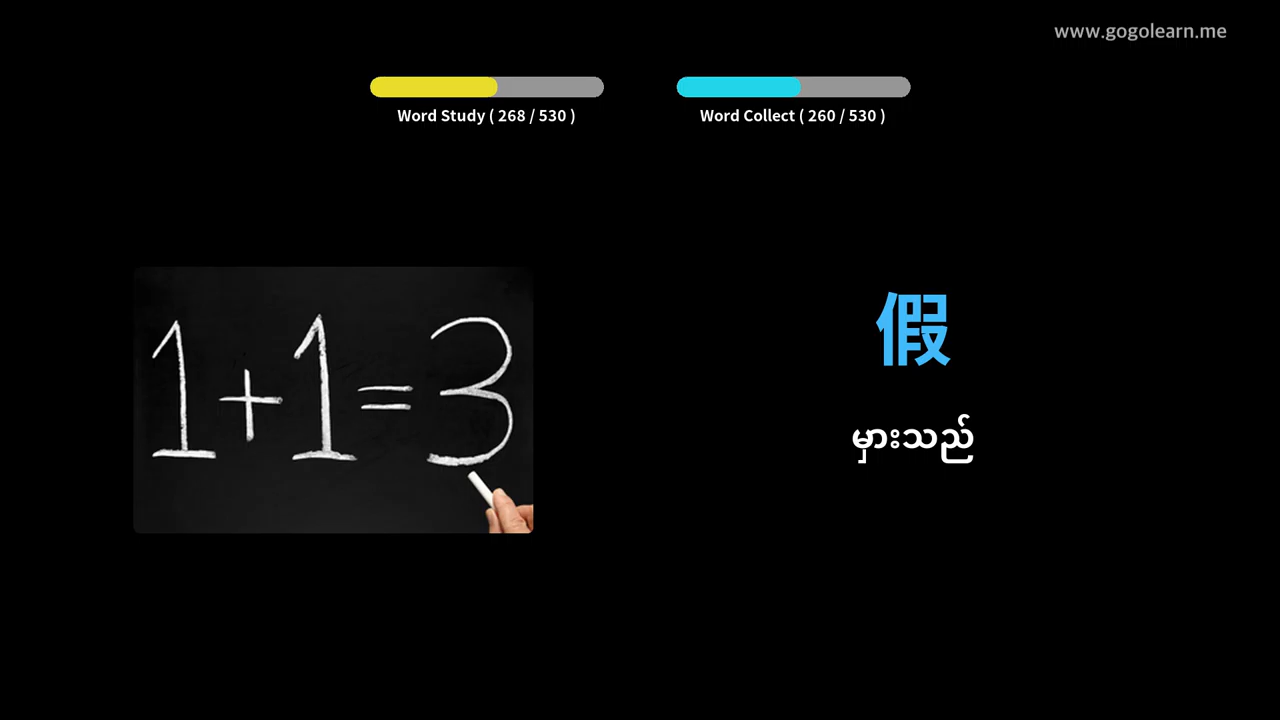 www.gogolearn.me
Word Study ( 268 / 530 )
Word Collect ( 260 / 530 )
1+1=3
假
မှားသည်